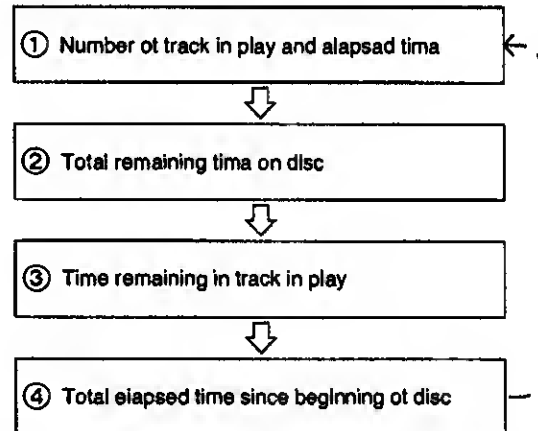 ① Number ot track in play and alapsad tima
② Total remaining tima on disc
③ Time remaining in track in play
④ Total eiapsed time since beginning ot disc